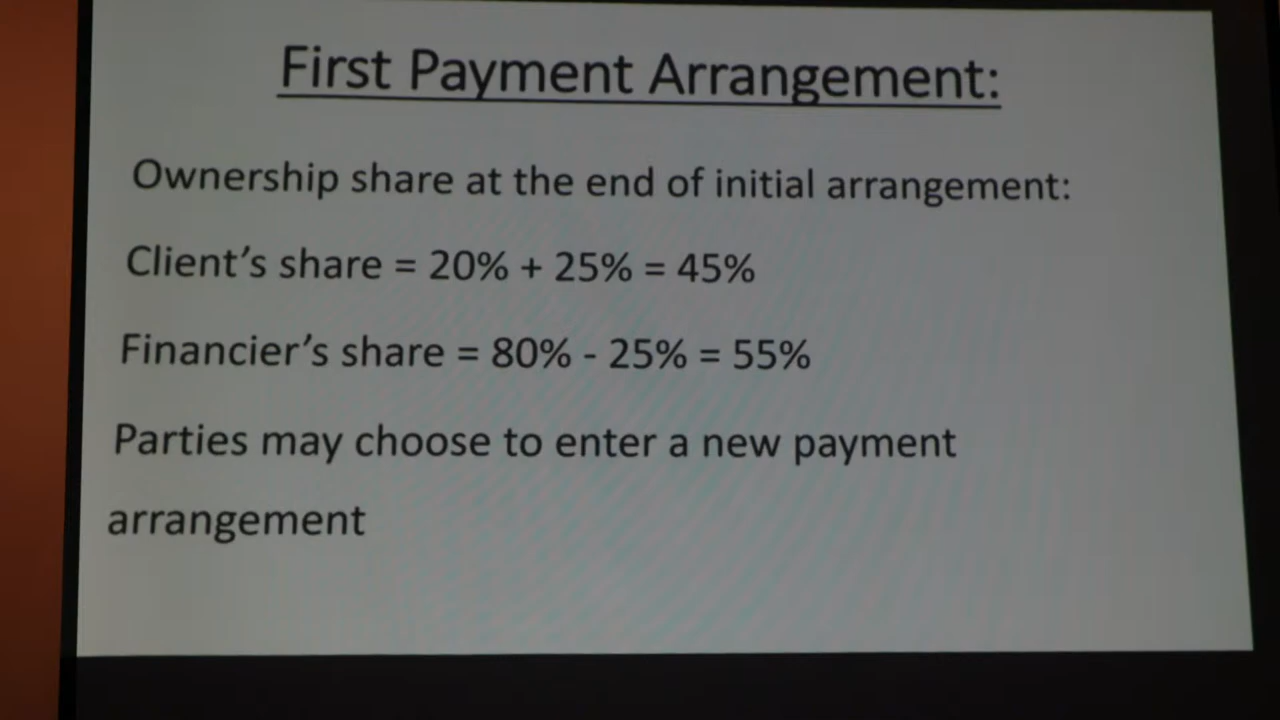 First Payment Arrangement:
Ownership share at the end of initial arrangement:
Client’s share = 20% + 25% = 45%
Financier’s share = 80% - 25% = 55%
Parties may choose to enter a new payment
arrangement